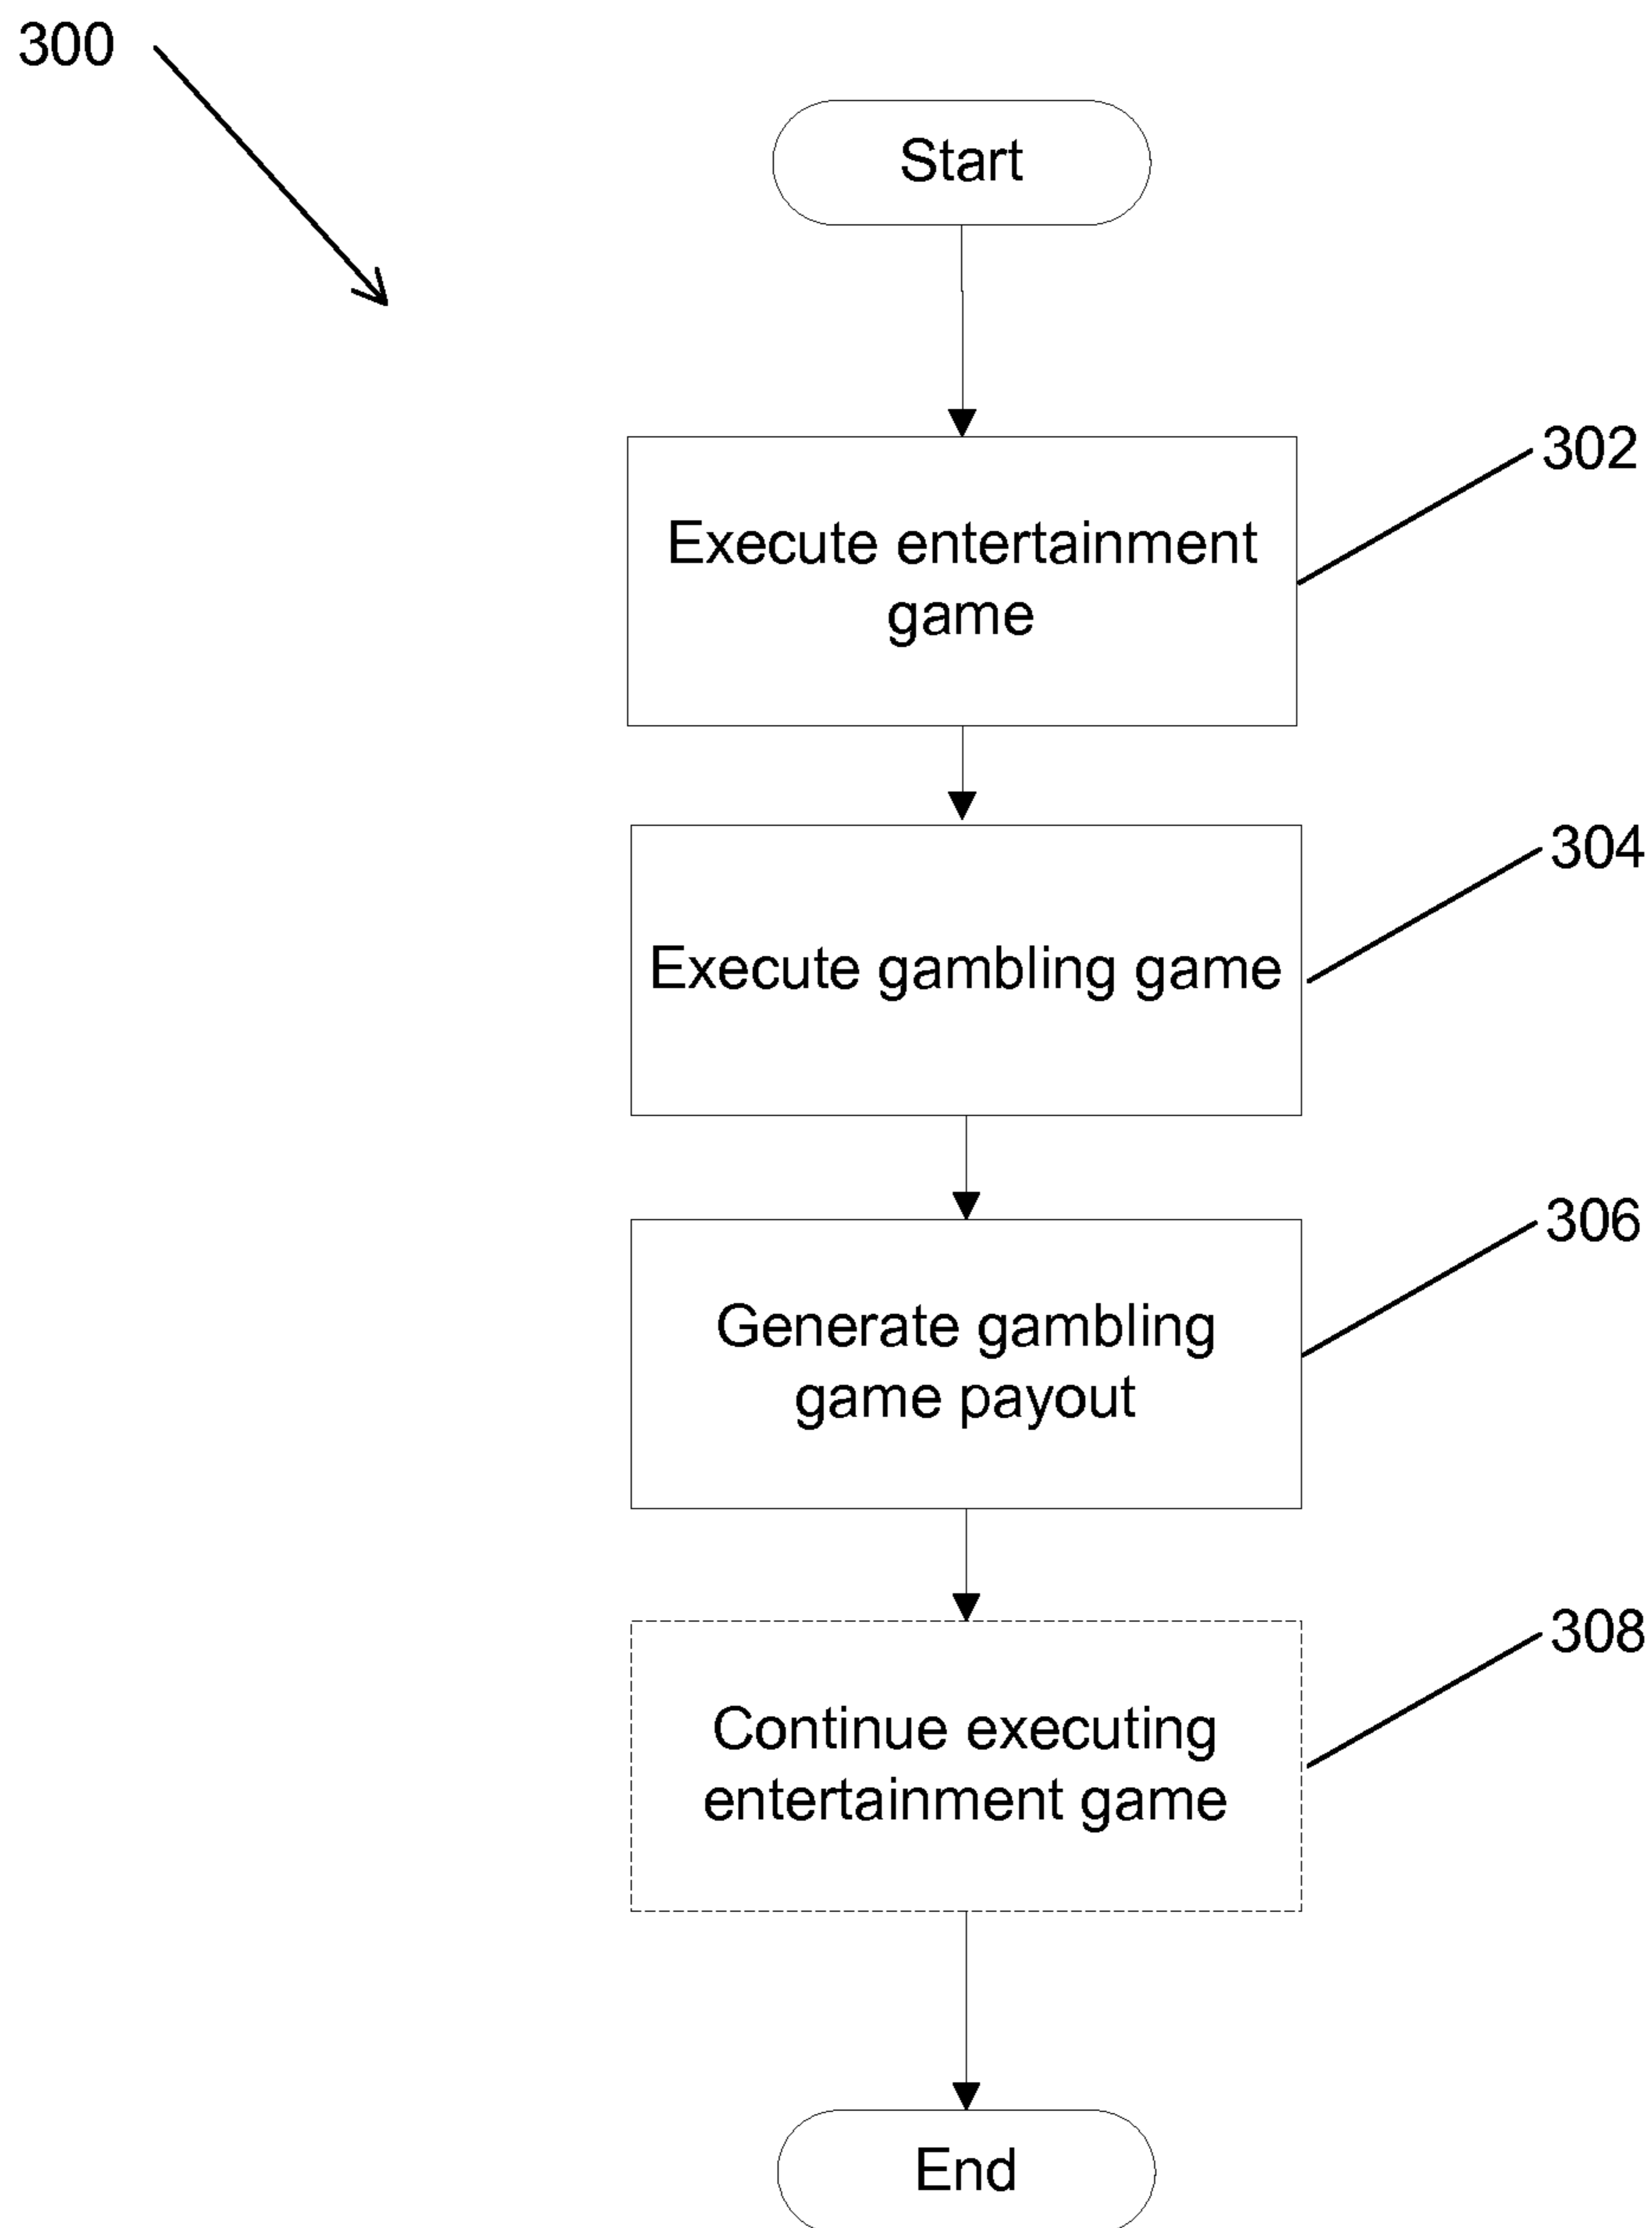 300
Start
302
Execute entertainment
game
304
Execute gambling game
306
Generate gambling
game payout
308
Continue executing
entertainment game
End